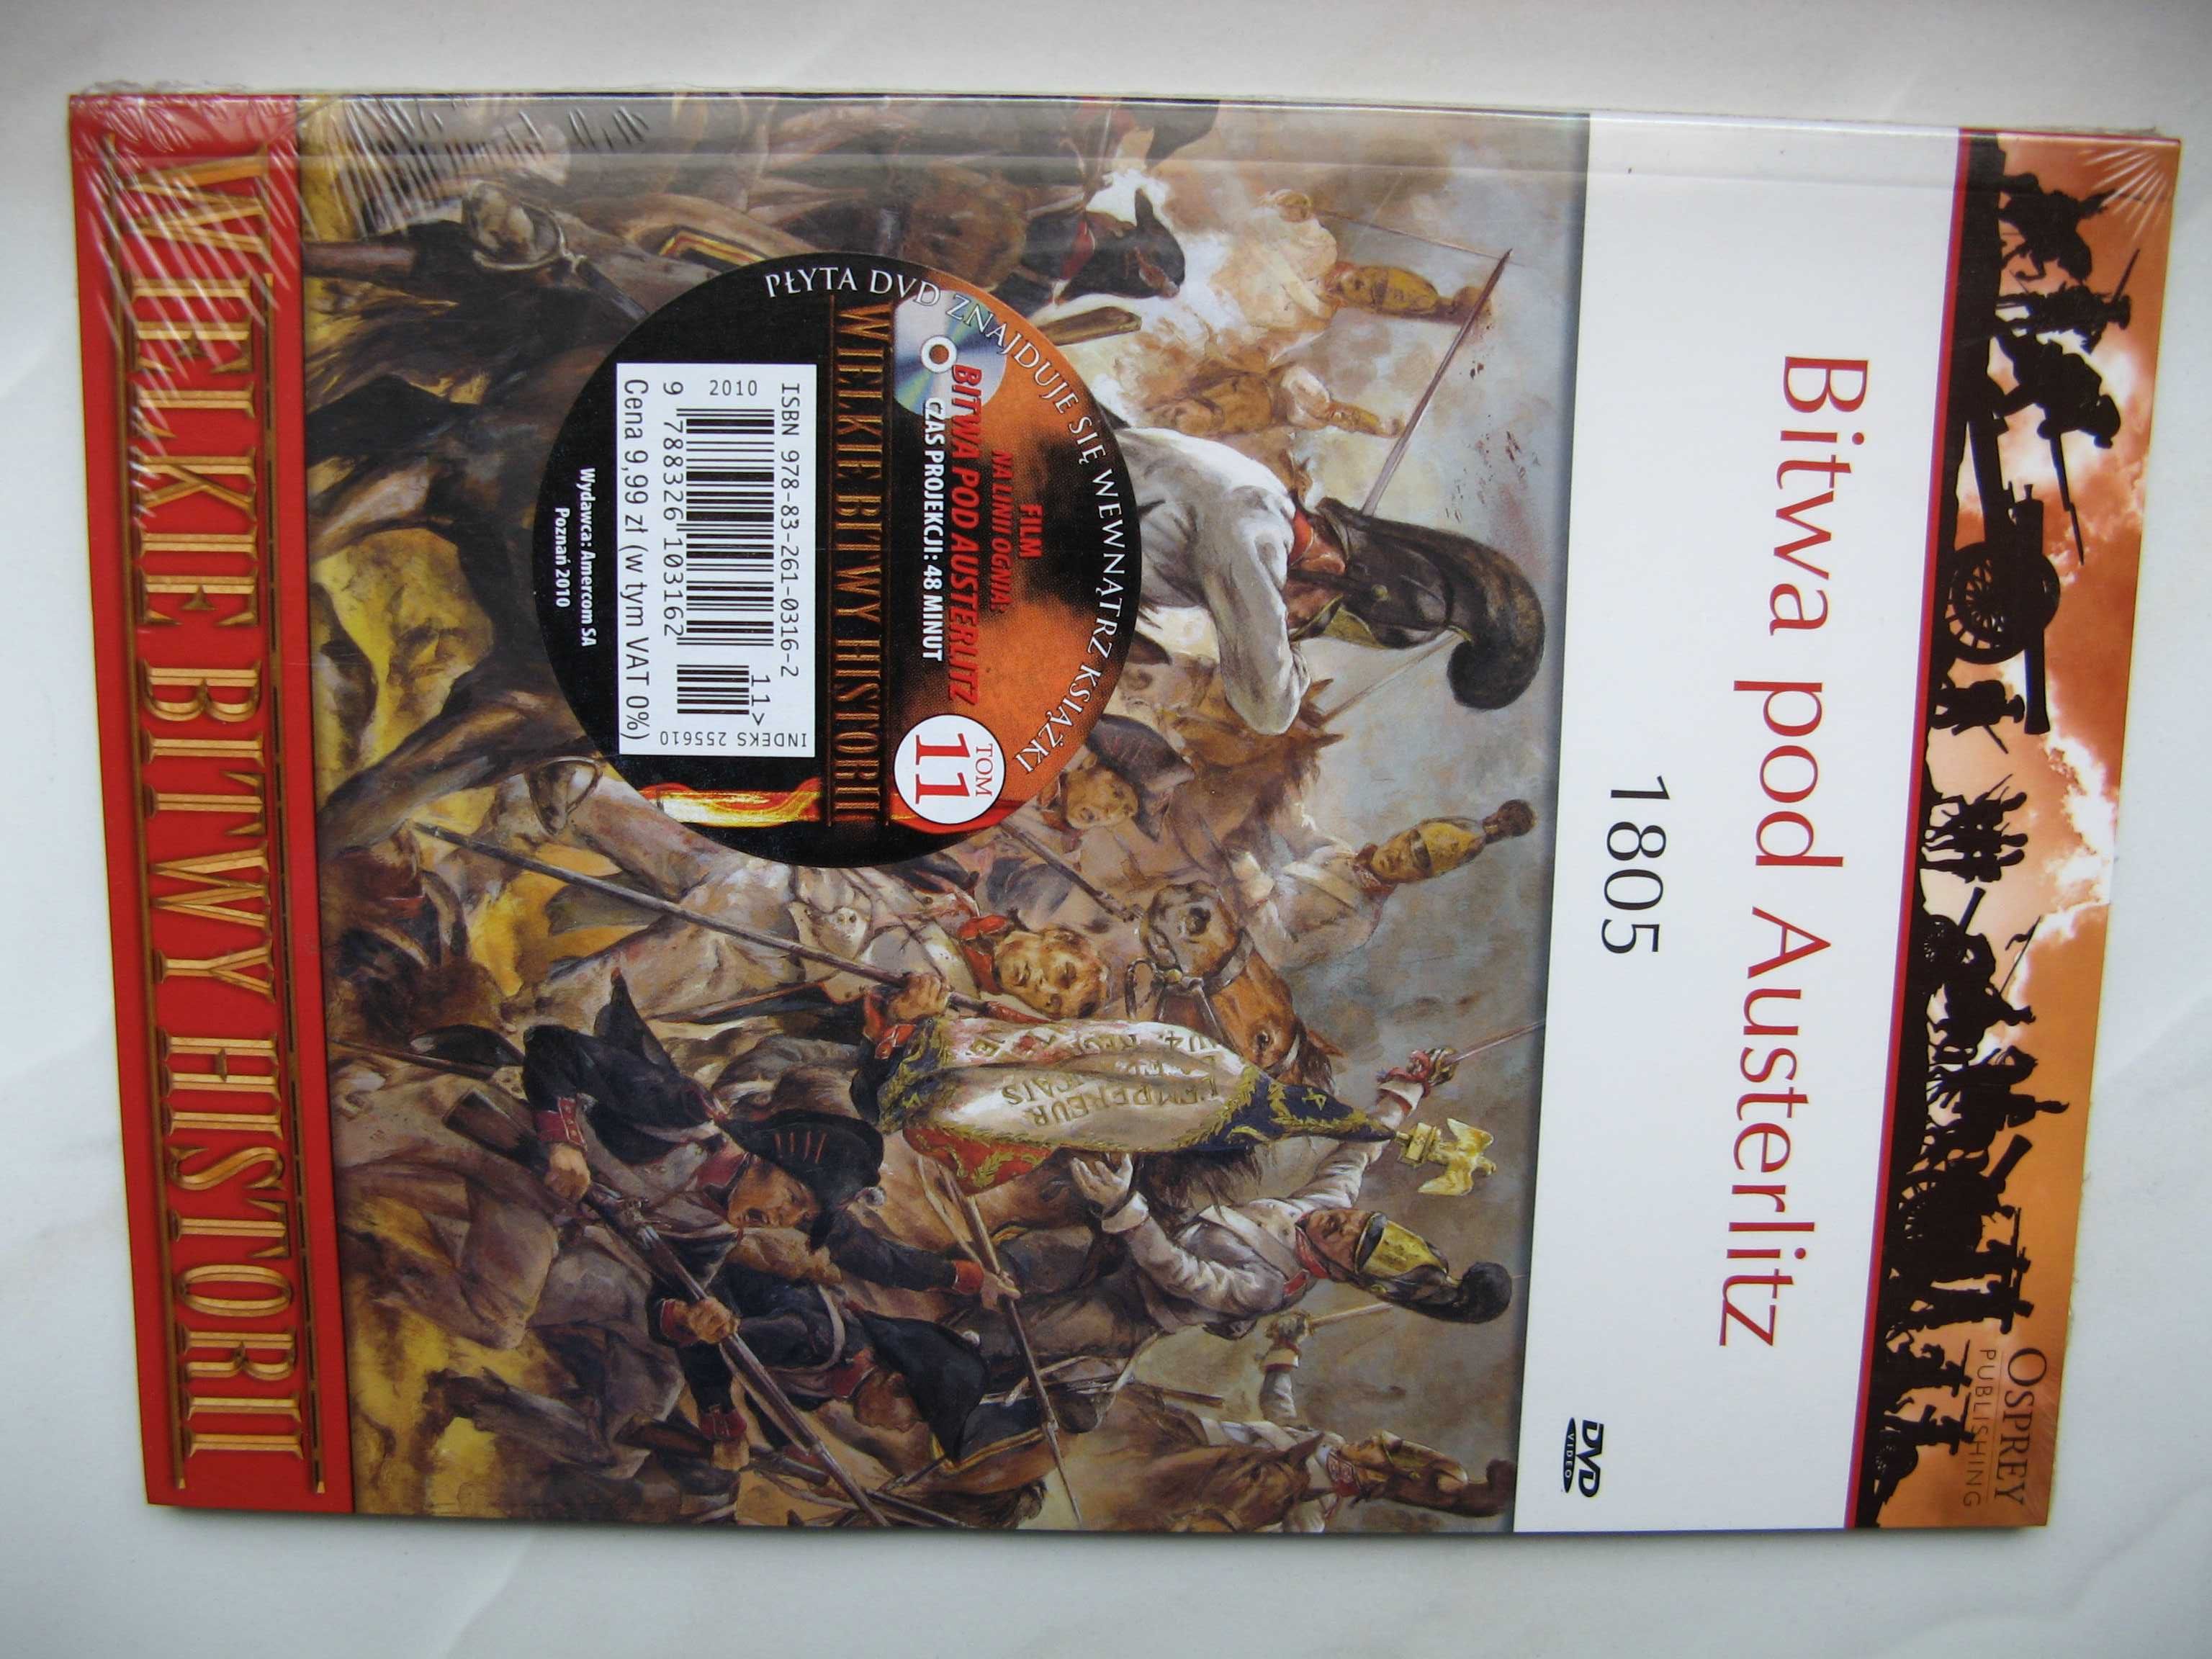 OSPREY
PUBLISHING
Bitwa pod Austerlitz
1805
DVD
VIDEO
L'EMPEREUR
PŁYTA DVD ZNAJDUJE SIĘ WEWNĄTRZ KSIĄŻKI
FILM
NA LINII OGNIA:
BITWA POD AUSTERLITZ
CZAS PROJEKCJI: 48 MINUT
TOM
11
WIELKIE BITWY HISTORII
ISBN 978-83-261-0316-2
2010
11>
INDEKS 255610
9 788326 103162
Cena 9,99 zł (w tym VAT 0%)
Wydawca: Amercom SA
Poznań 2010
WIELKIE BITWY HISTORII